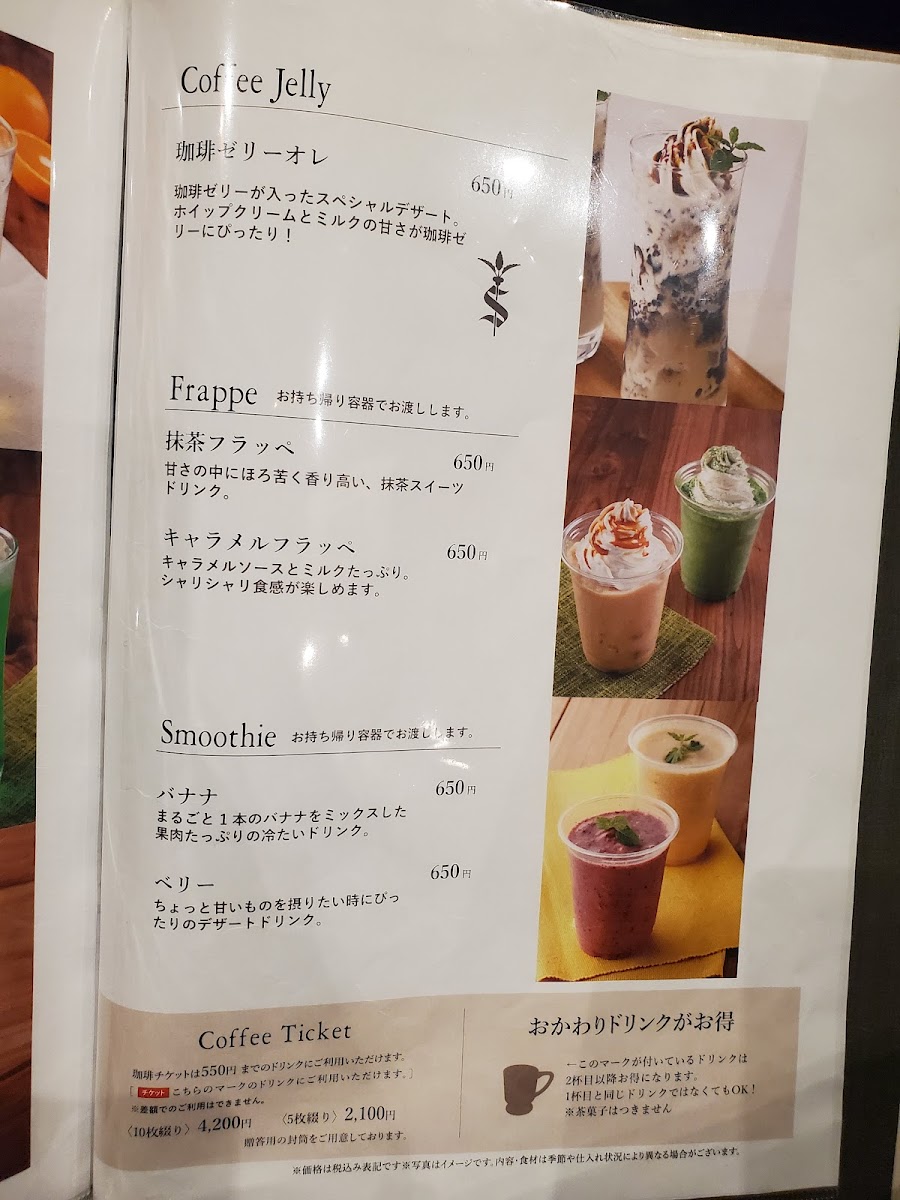 Coffee Jelly
珈琲ゼリーオレ
650円
珈琲ゼリーが入ったスペシャルデザート。
ホイップクリームとミルクの甘さが珈琲ゼ
リーにぴったり！
Frappe お持ち帰り容器でお渡しします。
抹茶フラッペ
650円
甘さの中にほろ苦く香り高い、抹茶スイーツ
ドリンク。
キャラメルフラッペ
650円
キャラメルソースとミルクたっぷり。
シャリシャリ食感が楽しめます。
Smoothie お持ち帰り容器でお渡しします。
バナナ
650円
まるごと1本のバナナをミックスした
果肉たっぷりの冷たいドリンク。
ベリー
650円
ちょっと甘いものを摂りたい時にぴっ
たりのデザートドリンク。
Coffee Ticket
珈琲チケットは550円 までのドリンクにご利用いただけます。
[ チケット こちらのマークのドリンクにご利用いただけます。]
※差額でのご利用はできません。
〈10枚綴り〉4,200円 〈5枚綴り〉2,100円
贈答用の封筒をご用意しております。
おかわりドリンクがお得
←このマークが付いているドリンクは
2杯目以降お得になります。
1杯目と同じドリンクではなくてもOK！
※茶菓子はつきません
※価格は税込み表記です※写真はイメージです。内容・食材は季節や仕入れ状況により異なる場合がございます。